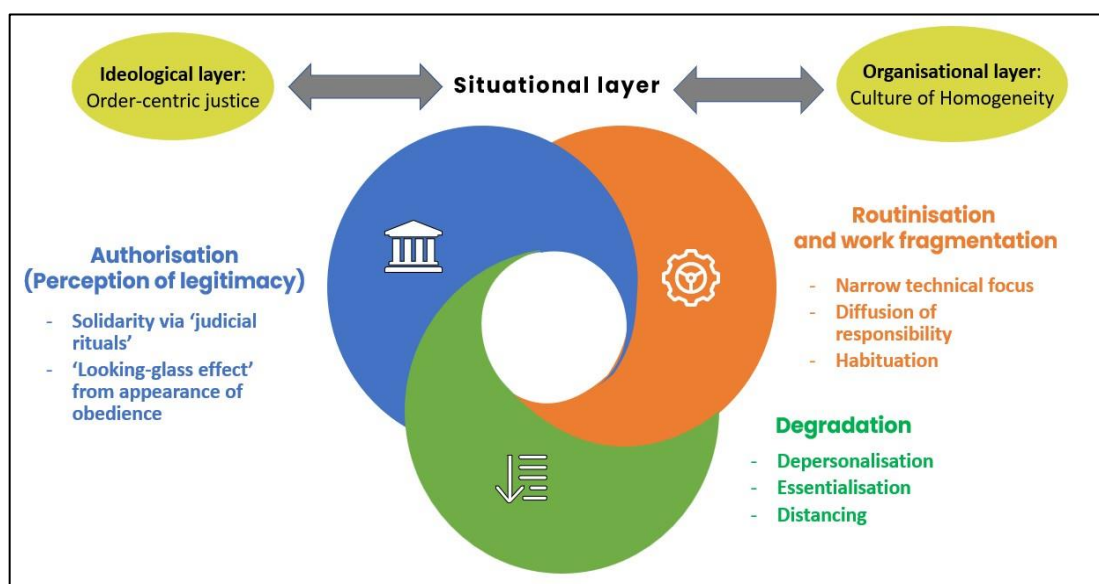 Ideological layer:
Order-centric justice
Situational layer
Organisational layer:
Culture of Homogeneity
Authorisation
(Perception of legitimacy)
- Solidarity via ‘judicial
rituals’
- ‘Looking-glass effect’
from appearance of
obedience
Routinisation
and work fragmentation
- Narrow technical focus
- Diffusion of
responsibility
- Habituation
Degradation
- Depersonalisation
- Essentialisation
- Distancing